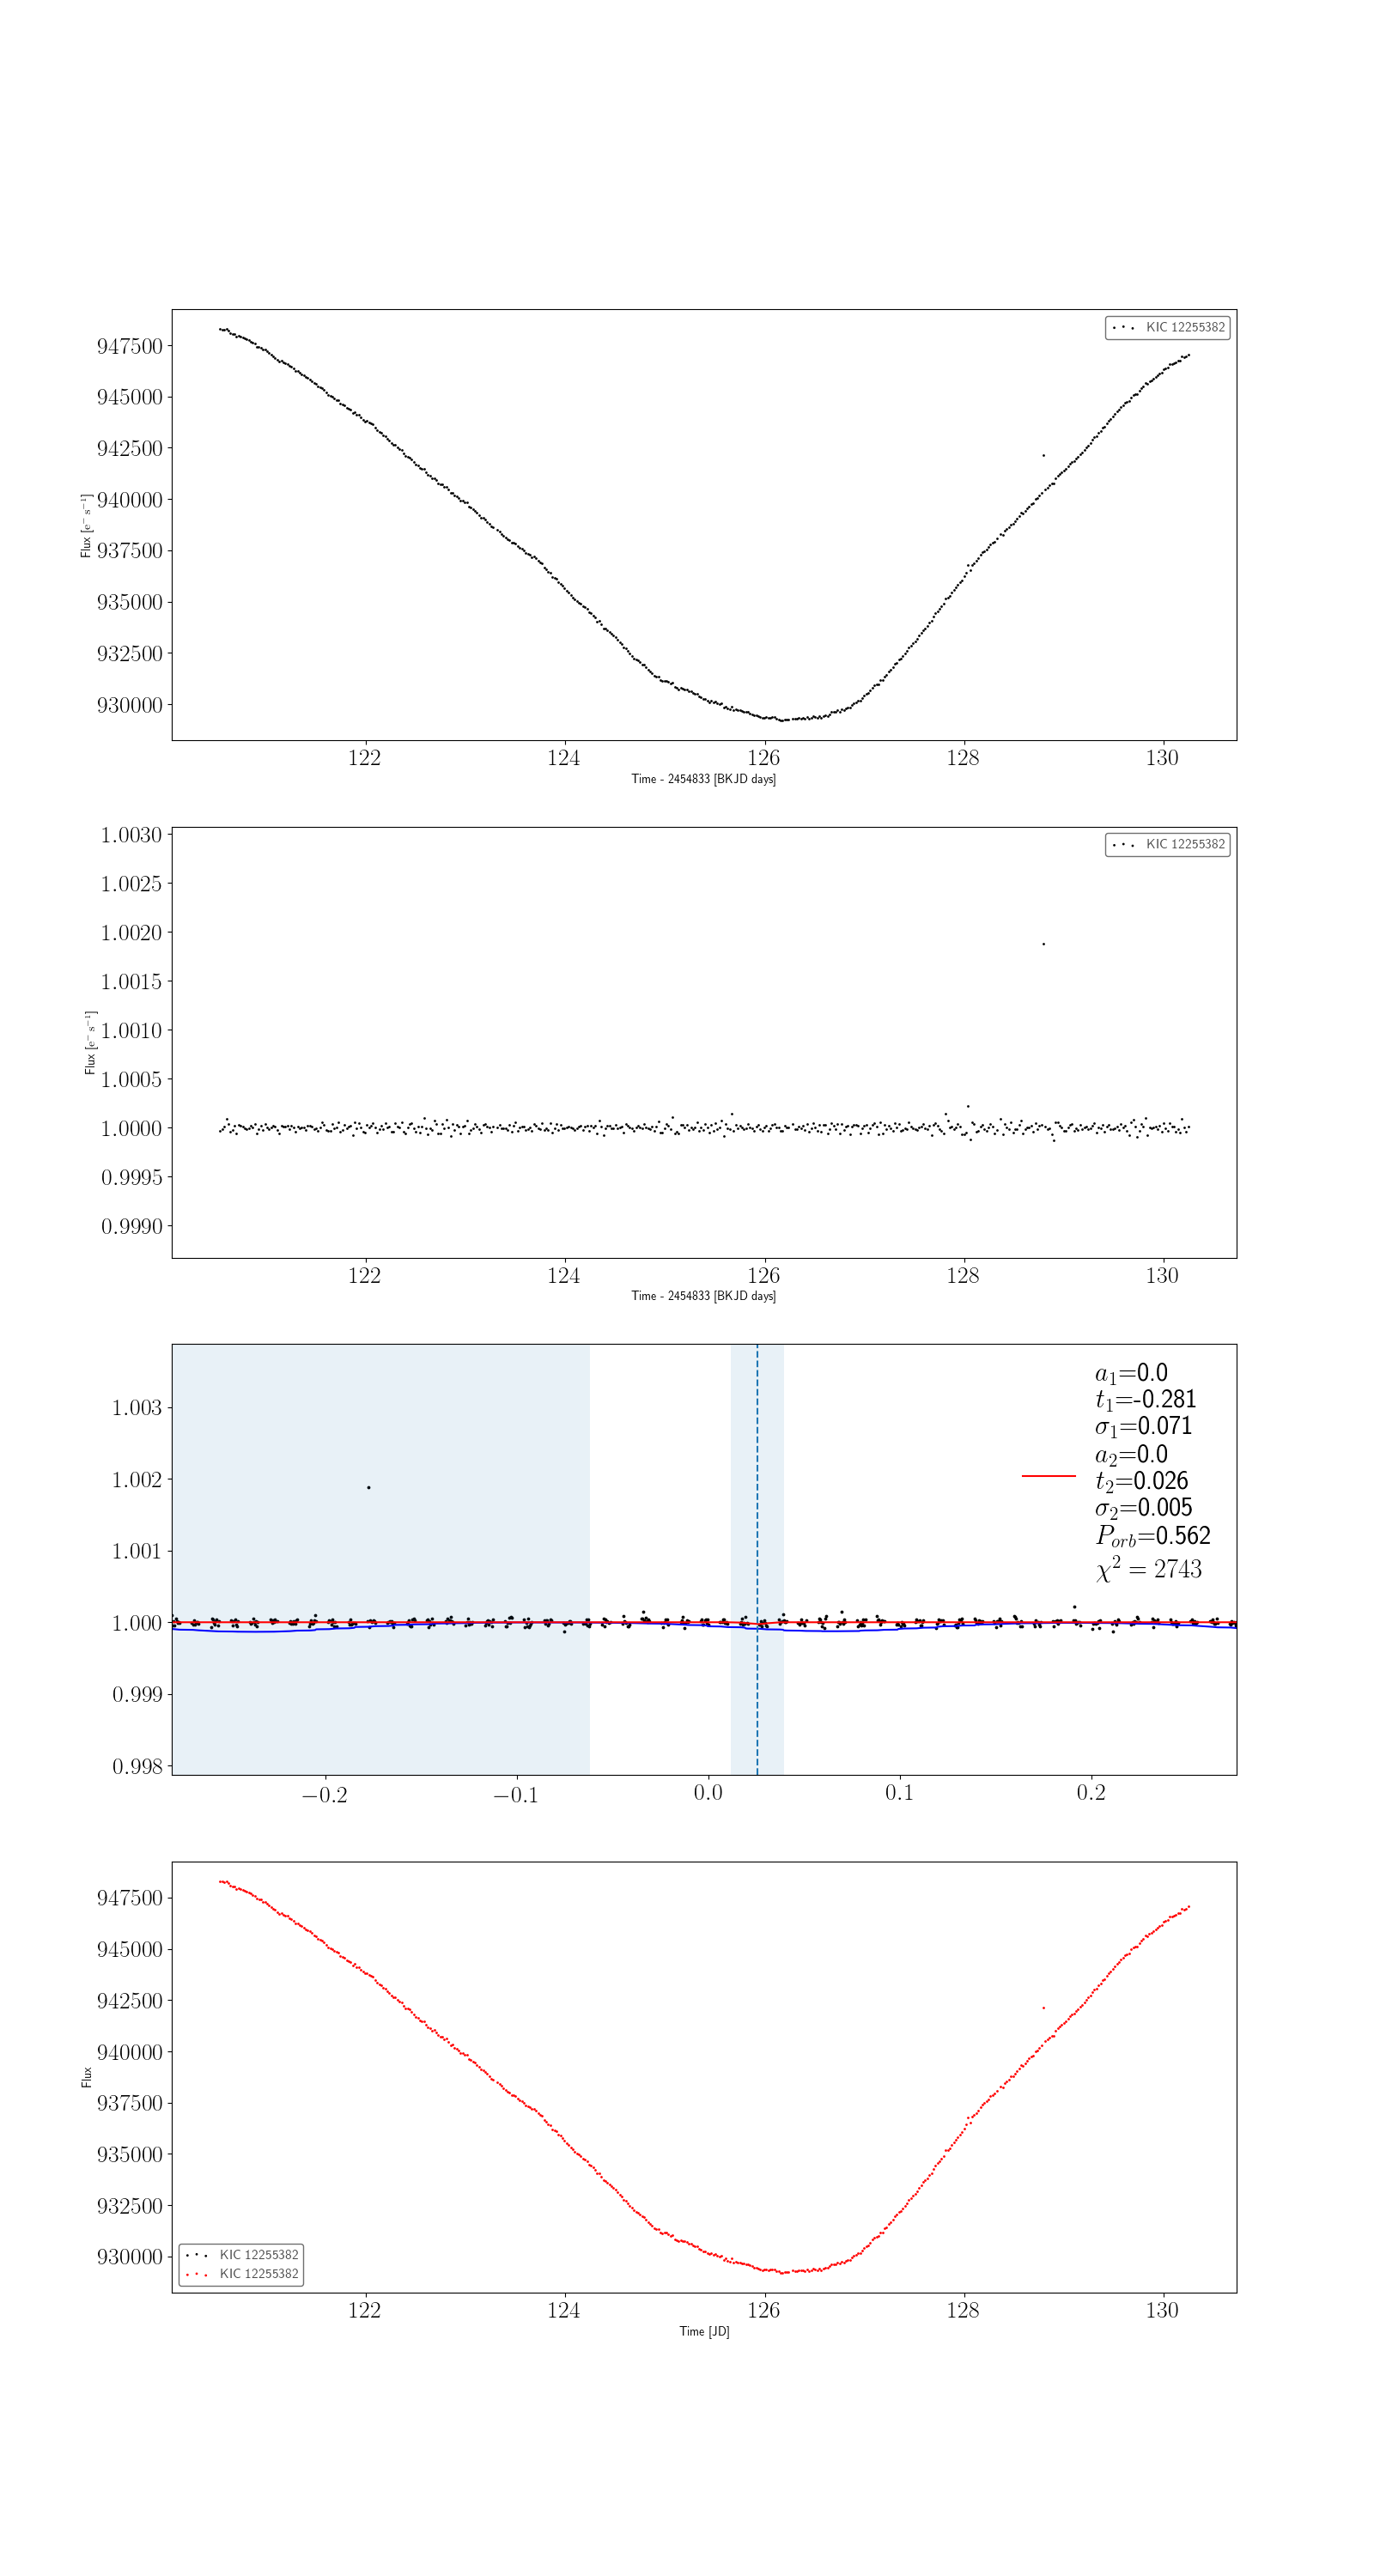 KIC 12255382
947500
945000
942500
940000
937500
935000
932500
930000
Flux [e⁻ s⁻¹]
122 124 126 128 130
Time - 2454833 [BKJD days]
KIC 12255382
1.0030
1.0025
1.0020
1.0015
1.0010
1.0005
1.0000
0.9995
0.9990
Flux [e⁻ s⁻¹]
122 124 126 128 130
Time - 2454833 [BKJD days]
a₁=0.0
t₁=-0.281
σ₁=0.071
a₂=0.0
t₂=0.026
σ₂=0.005
P_orb=0.562
χ² = 2743
1.003
1.002
1.001
1.000
0.999
0.998
−0.2 −0.1 0.0 0.1 0.2
947500
945000
942500
940000
937500
935000
932500
930000
Flux
KIC 12255382
KIC 12255382
122 124 126 128 130
Time [JD]